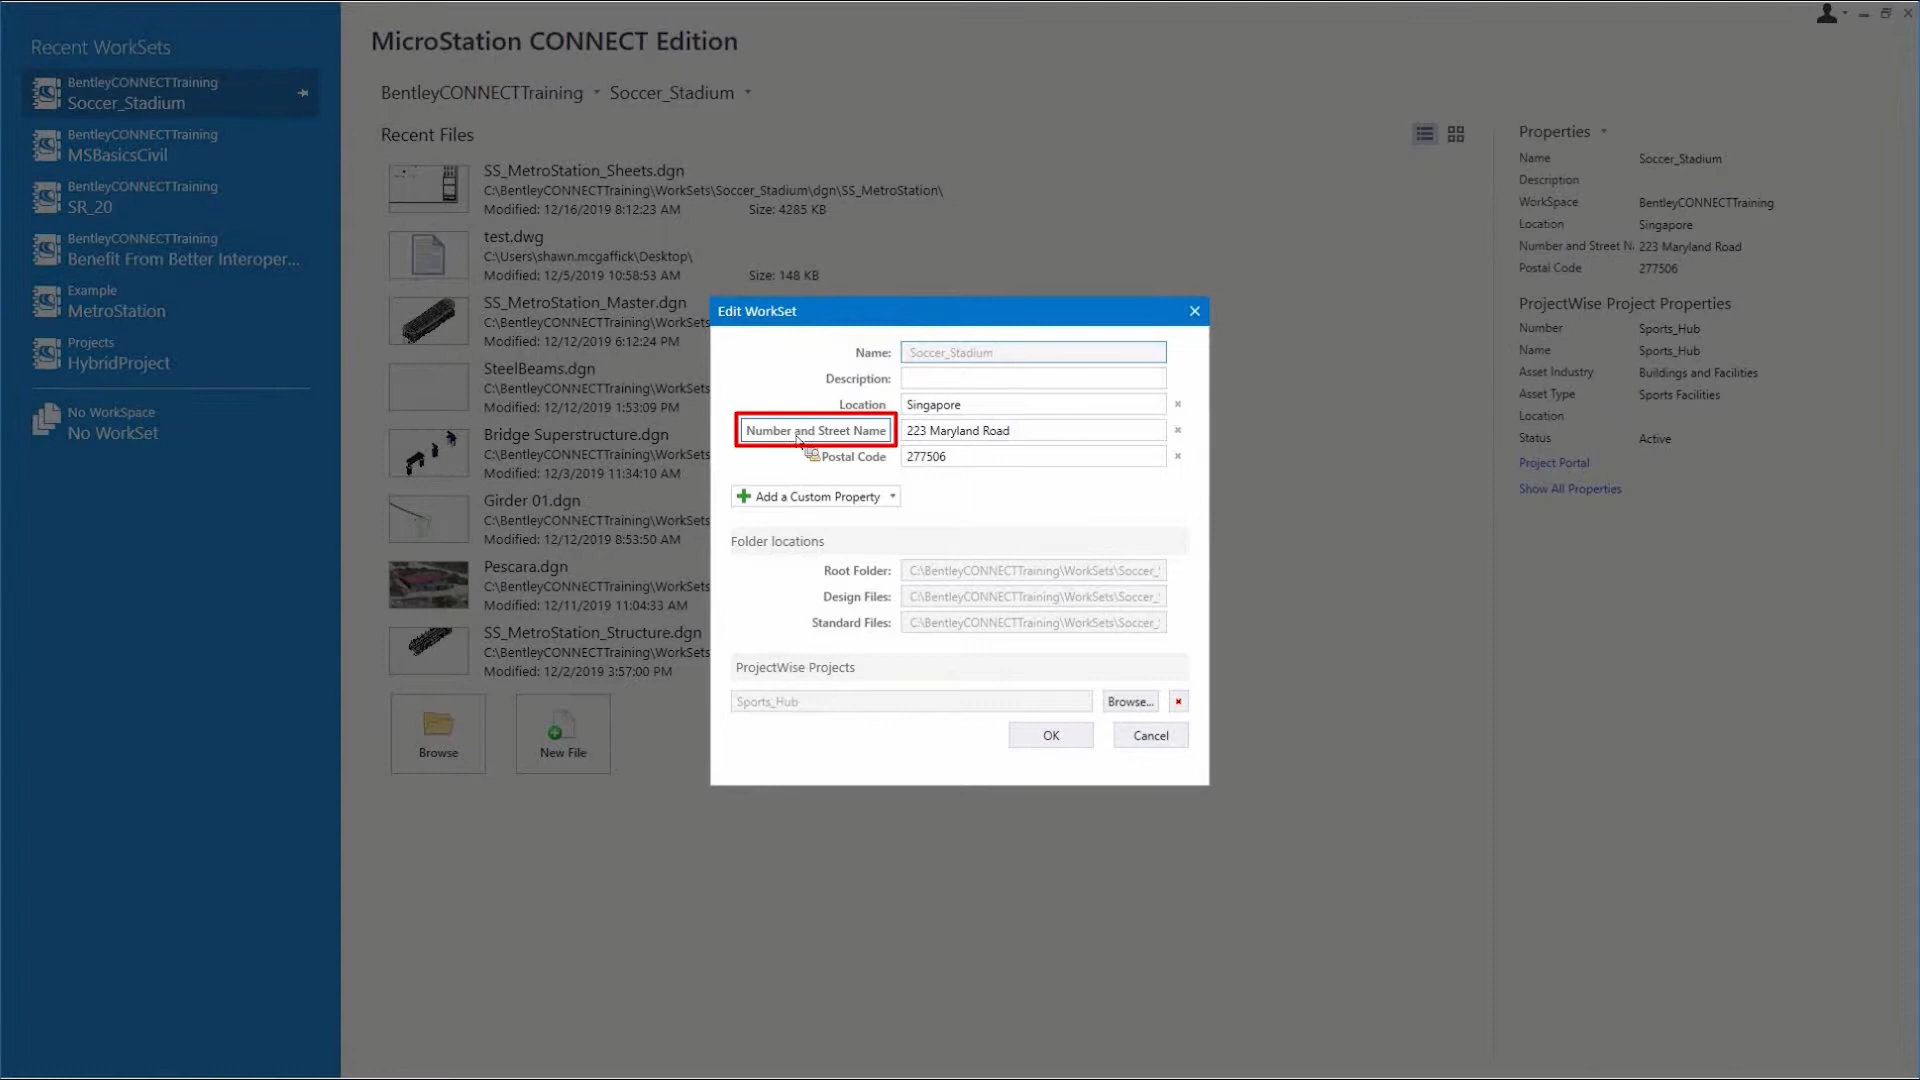 Recent WorkSets
BentleyCONNECTTraining
Soccer_Stadium
BentleyCONNECTTraining
MSBasicsCivil
BentleyCONNECTTraining
SR_20
BentleyCONNECTTraining
Benefit From Better Interoper...
Example
MetroStation
Projects
HybridProject
No WorkSpace
No WorkSet
MicroStation CONNECT Edition
BentleyCONNECTTraining Soccer_Stadium
Recent Files
SS_MetroStation_Sheets.dgn
C:\BentleyCONNECTTraining\WorkSets\Soccer_Stadium\dgn\SS_MetroStation\
Modified: 12/16/2019 8:12:23 AM Size: 4285 KB
test.dwg
C:\Users\shawn.mcgaffick\Desktop\
Modified: 12/5/2019 10:58:53 AM Size: 148 KB
SS_MetroStation_Master.dgn
C:\BentleyCONNECTTraining\WorkSets
Modified: 12/12/2019 6:12:24 PM
SteelBeams.dgn
C:\BentleyCONNECTTraining\WorkSets
Modified: 12/12/2019 1:53:09 PM
Bridge Superstructure.dgn
C:\BentleyCONNECTTraining\WorkSets
Modified: 12/3/2019 11:34:10 AM
Girder 01.dgn
C:\BentleyCONNECTTraining\WorkSets
Modified: 12/12/2019 8:53:50 AM
Pescara.dgn
C:\BentleyCONNECTTraining\WorkSets
Modified: 12/11/2019 11:04:33 AM
SS_MetroStation_Structure.dgn
C:\BentleyCONNECTTraining\WorkSets
Modified: 12/2/2019 3:57:00 PM
Browse
New File
Edit WorkSet
Name: Soccer_Stadium
Description:
Location Singapore
Number and Street Name 223 Maryland Road
Postal Code 277506
Add a Custom Property
Folder locations
Root Folder: C:\BentleyCONNECTTraining\WorkSets\Soccer_
Design Files: C:\BentleyCONNECTTraining\WorkSets\Soccer_
Standard Files: C:\BentleyCONNECTTraining\WorkSets\Soccer_
ProjectWise Projects
Sports_Hub Browse...
OK Cancel
Properties
Name Soccer_Stadium
Description
WorkSpace BentleyCONNECTTraining
Location Singapore
Number and Street N 223 Maryland Road
Postal Code 277506
ProjectWise Project Properties
Number Sports_Hub
Name Sports_Hub
Asset Industry Buildings and Facilities
Asset Type Sports Facilities
Location
Status Active
Project Portal
Show All Properties